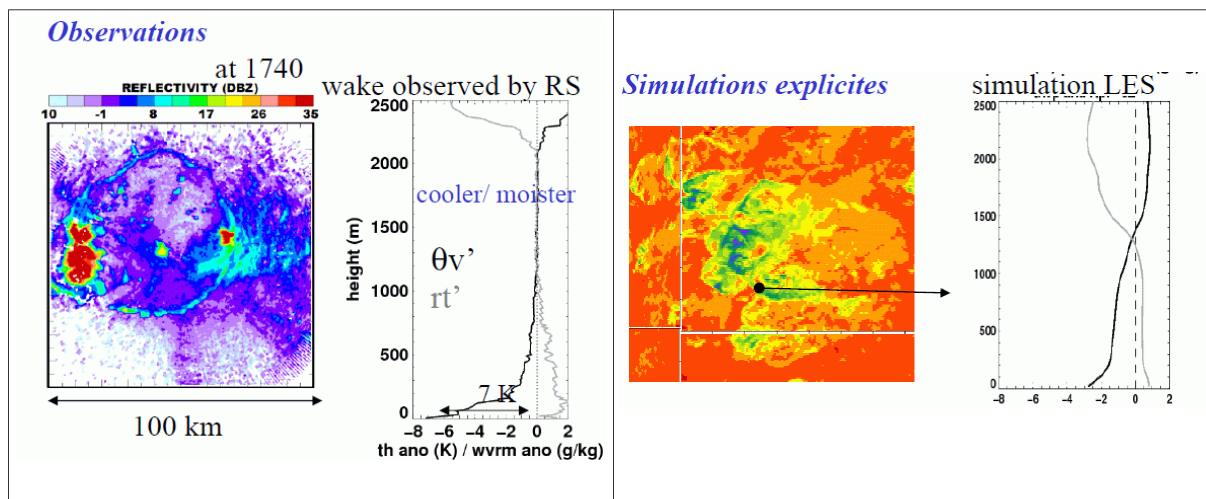 Observations
at 1740
REFLECTIVITY (DBZ)
10 -1 8 17 26 35
100 km
wake observed by RS
2500
2000
1500
1000
500
0
height (m)
cooler/ moister
θv’
rt’
7 K
-8 -6 -4 -2 0 2
th ano (K) / wvrm ano (g/kg)
Simulations explicites
simulation LES
2500
2000
1500
1000
500
0
-8 -6 -4 -2 0 2